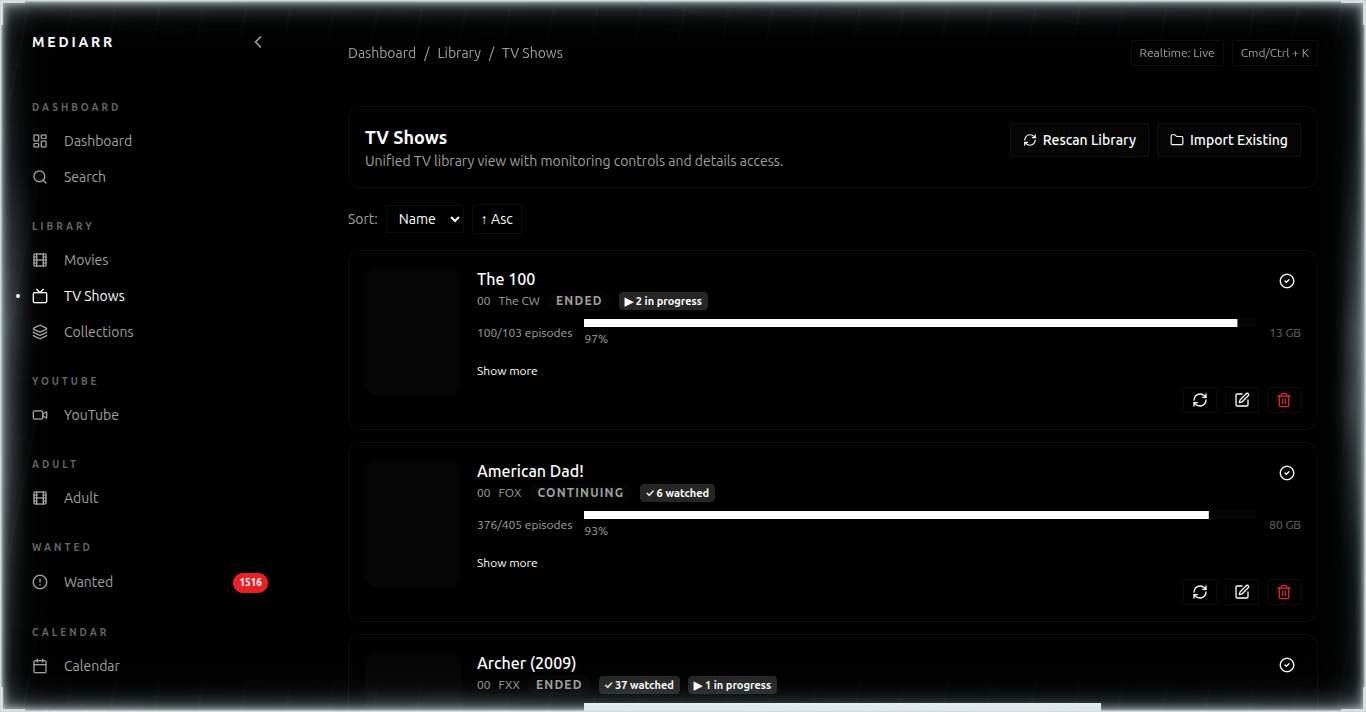 MEDIARR
DASHBOARD
Dashboard
Search
LIBRARY
Movies
TV Shows
Collections
YOUTUBE
YouTube
ADULT
Adult
WANTED
Wanted 1516
CALENDAR
Calendar
Dashboard / Library / TV Shows
Realtime: Live Cmd/Ctrl + K
TV Shows
Unified TV library view with monitoring controls and details access.
Rescan Library Import Existing
Sort: Name ↑ Asc
The 100
00 The CW ENDED ▶ 2 in progress
100/103 episodes 13 GB
97%
Show more
American Dad!
00 FOX CONTINUING ✓ 6 watched
376/405 episodes 80 GB
93%
Show more
Archer (2009)
00 FXX ENDED ✓ 37 watched ▶ 1 in progress